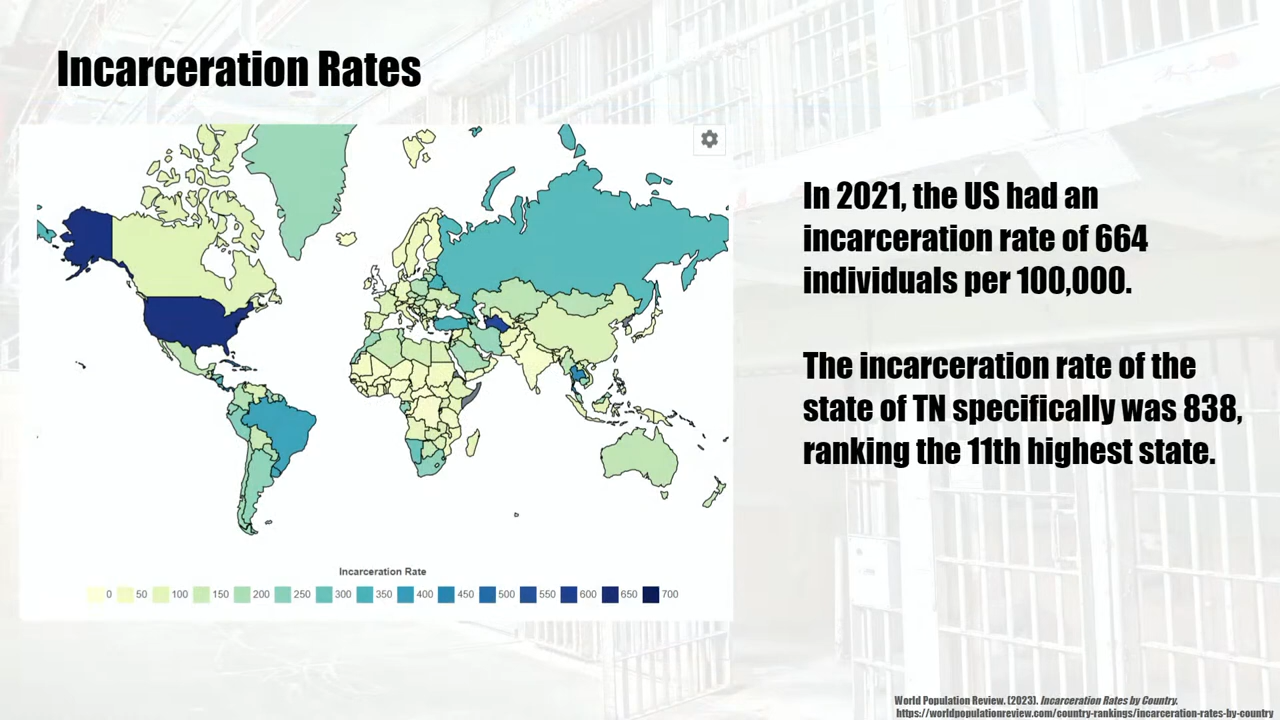 Incarceration Rates
In 2021, the US had an
incarceration rate of 664
individuals per 100,000.
The incarceration rate of the
state of TN specifically was 838,
ranking the 11th highest state.
Incarceration Rate
0 50 100 150 200 250 300 350 400 450 500 550 600 650 700
World Population Review. (2023). Incarceration Rates by Country.
https://worldpopulationreview.com/country-rankings/incarceration-rates-by-country